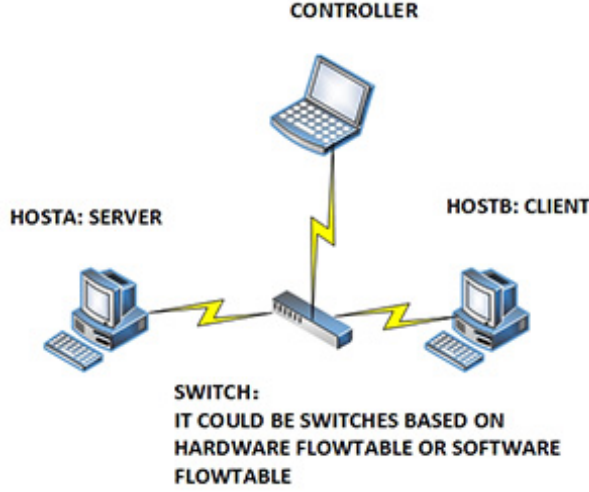 CONTROLLER
HOSTA: SERVER
HOSTB: CLIENT
SWITCH：
IT COULD BE SWITCHES BASED ON
HARDWARE FLOWTABLE OR SOFTWARE
FLOWTABLE